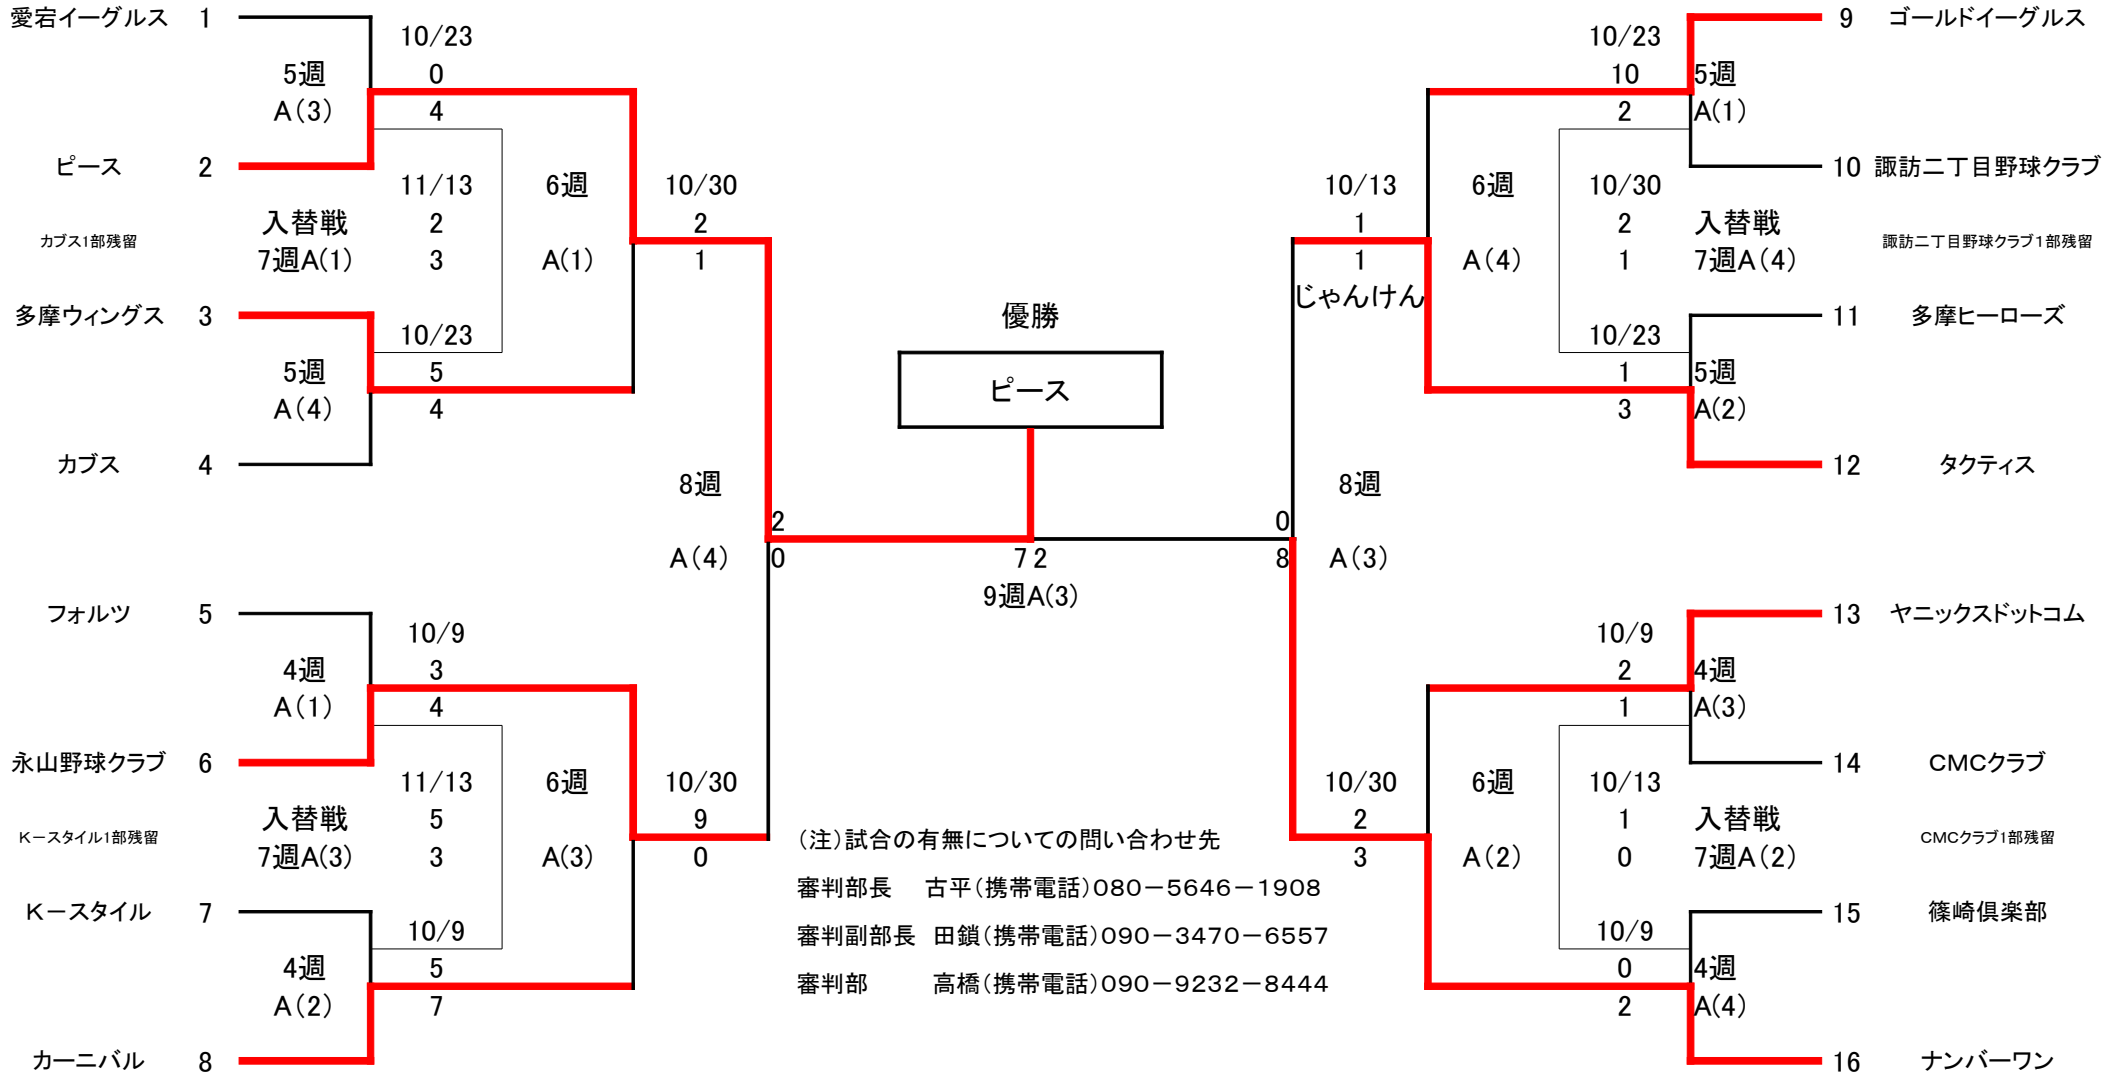 愛宕イーグルス 1
10/23
5週 0
A(3) 4
ピース 2
11/13 6週 10/30
入替戦 2 2
カブス1部残留
7週A(1) 3 A(1) 1
多摩ウィングス 3
10/23
5週 5
A(4) 4
カブス 4
8週
2
A(4) 0
フォルツ 5
10/9
4週 3
A(1) 4
永山野球クラブ 6
11/13 6週 10/30
入替戦 5 9
K-スタイル1部残留
7週A(3) 3 A(3) 0
K-スタイル 7
10/9
4週 5
A(2) 7
カーニバル 8
優勝
ピース
7 2
9週A(3)
(注)試合の有無についての問い合わせ先
審判部長 古平(携帯電話)080-5646-1908
審判副部長 田鎖(携帯電話)090-3470-6557
審判部 高橋(携帯電話)090-9232-8444
9 ゴールドイーグルス
10/23
10 5週
2 A(1)
10 諏訪二丁目野球クラブ
10/13 6週 10/30
1 2 入替戦
諏訪二丁目野球クラブ1部残留
1 A(4) 1 7週A(4)
じゃんけん
11 多摩ヒーローズ
10/23
1 5週
3 A(2)
12 タクティス
8週
0
8 A(3)
13 ヤニックスドットコム
10/9
2 4週
1 A(3)
14 CMCクラブ
10/30 6週 10/13
2 1 入替戦
CMCクラブ1部残留
3 A(2) 0 7週A(2)
15 篠崎倶楽部
10/9
0 4週
2 A(4)
16 ナンバーワン